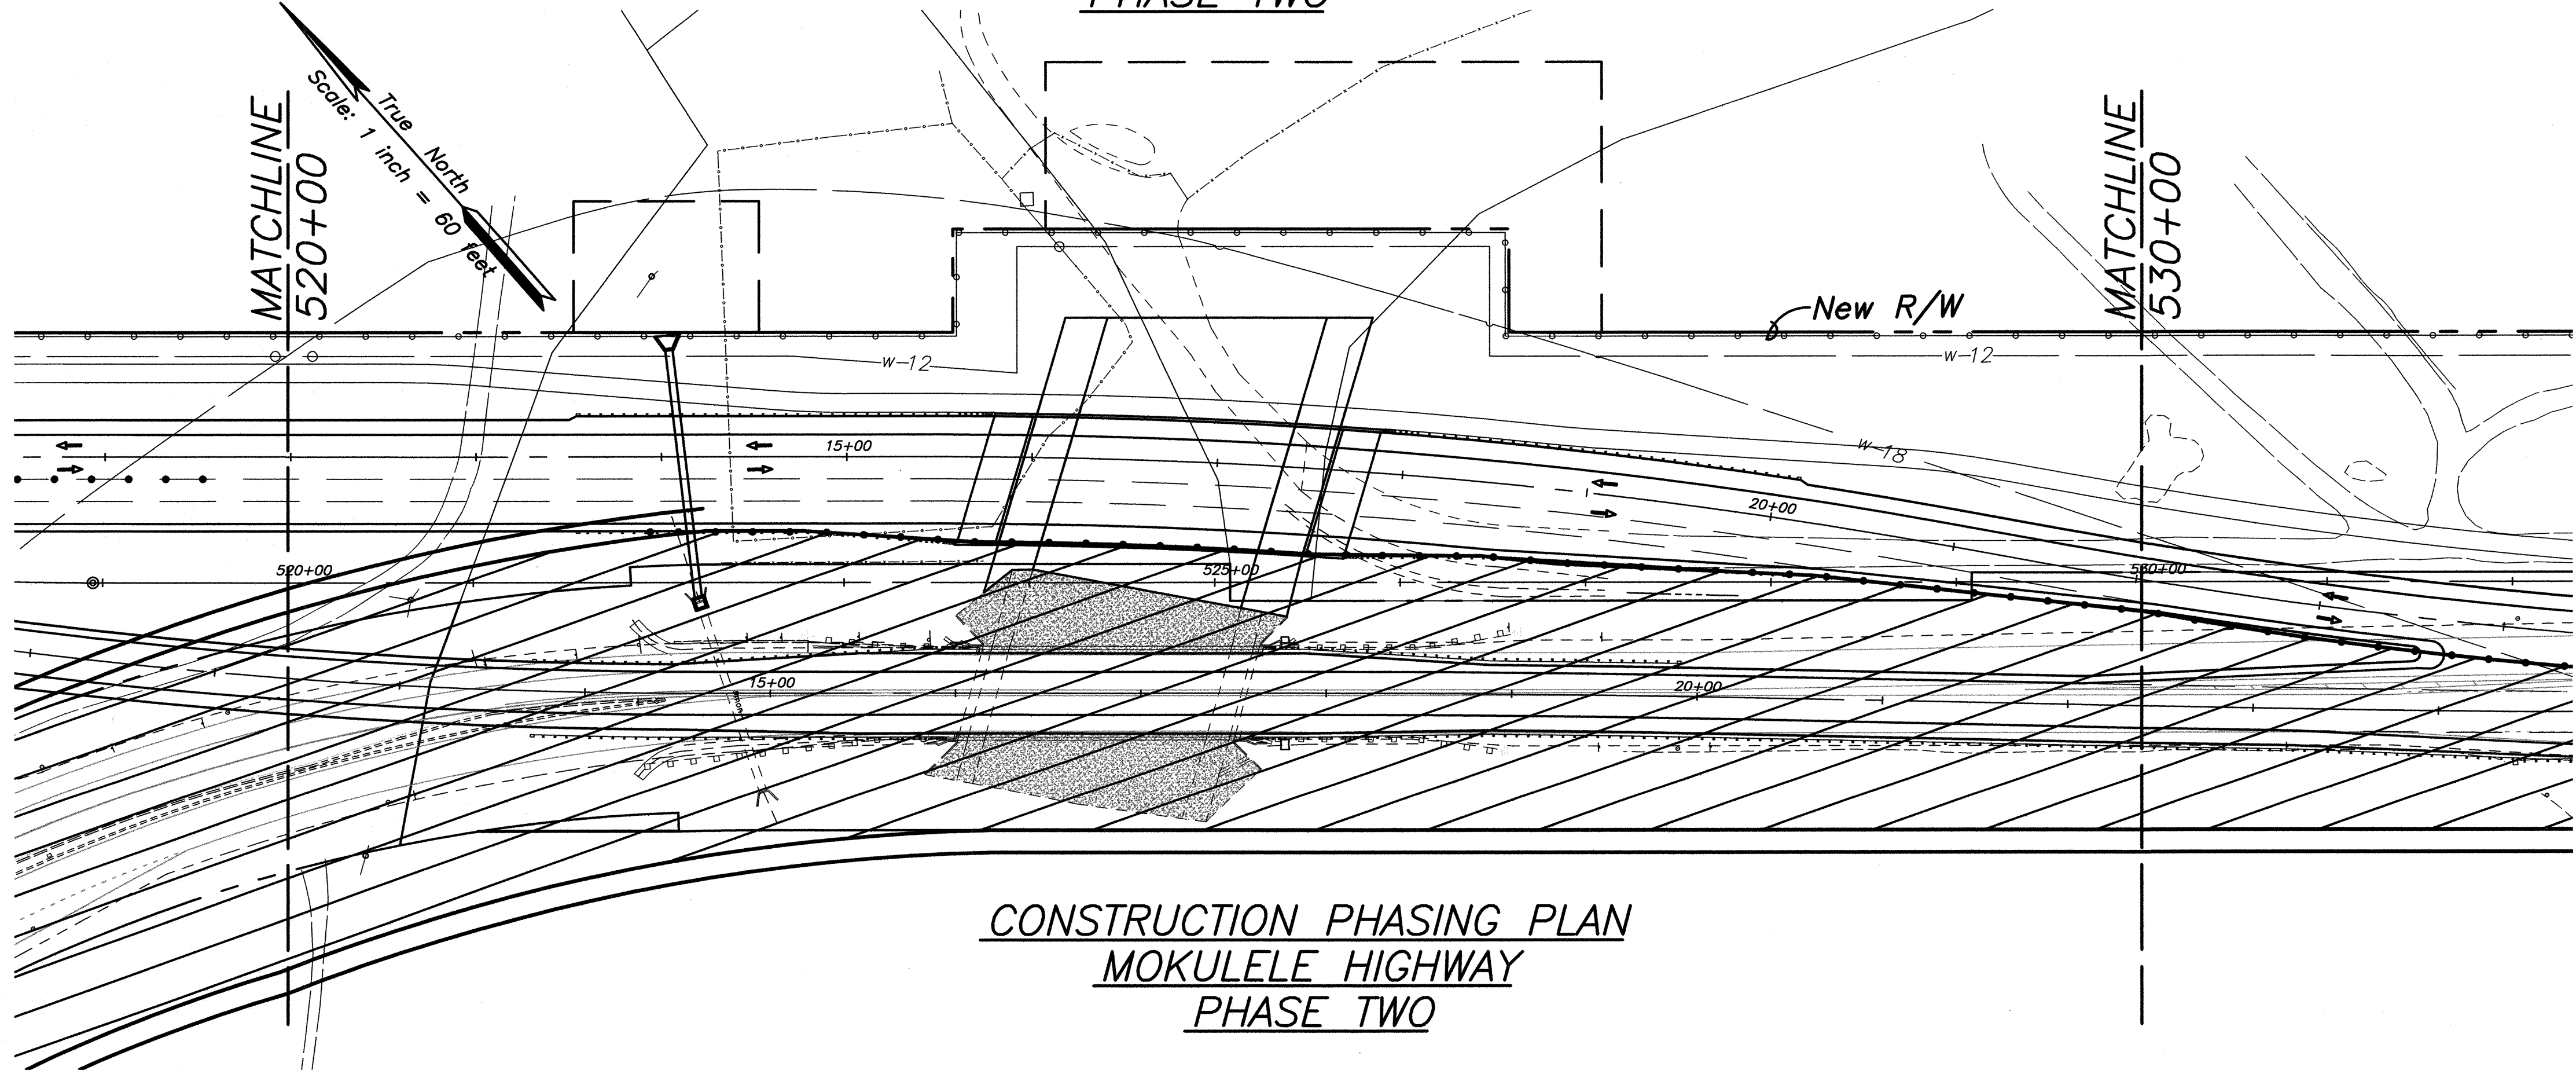 PHASE TWO
MATCHLINE
520+00
True North
Scale: 1 inch = 60 feet
MATCHLINE
530+00
New R/W
w-12
w-12
w-18
15+00
20+00
520+00
525+00
530+00
15+00
20+00
CONSTRUCTION PHASING PLAN
MOKULELE HIGHWAY
PHASE TWO